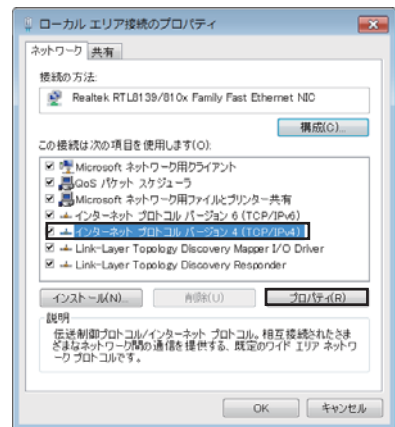 ローカル エリア接続のプロパティ
ネットワーク 共有
接続の方法:
Realtek RTL8139/810x Family Fast Ethernet NIC
構成(C)...
この接続は次の項目を使用します(O):
Microsoft ネットワーク用クライアント
QoS パケット スケジューラ
Microsoft ネットワーク用ファイルとプリンター共有
インターネット プロトコル バージョン 6 (TCP/IPv6)
インターネット プロトコル バージョン 4 (TCP/IPv4)
Link-Layer Topology Discovery Mapper I/O Driver
Link-Layer Topology Discovery Responder
インストール(N)... 削除(U) プロパティ(R)
説明
伝送制御プロトコル/インターネット プロトコル。相互接続されたさま
ざまなネットワーク間の通信を提供する、既定のワイド エリア ネットワ
ーク プロトコルです。
OK キャンセル